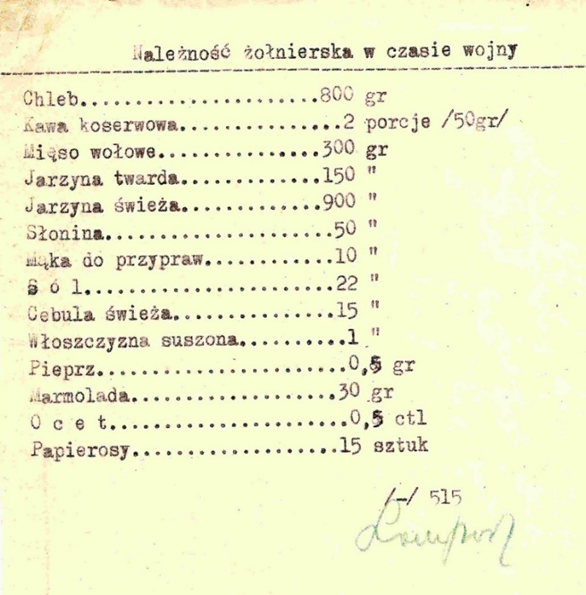 Należność żołnierska w czasie wojny
Chleb........................800 gr
Kawa koserwowa................2 porcje /50gr/
Mięso wołowe................300 gr
Jarzyna twarda..............150 "
Jarzyna świeża..............900 "
Słonina.......................50 "
Mąka do przypraw.............10 "
S ó l.........................22 "
Cebula świeża................15 "
Włoszczyzna suszona..........1 "
Pieprz.........................0,5 gr
Marmolada.....................30 gr
O c e t........................0,5 ctl
Papierosy.....................15 sztuk
/-/ 515